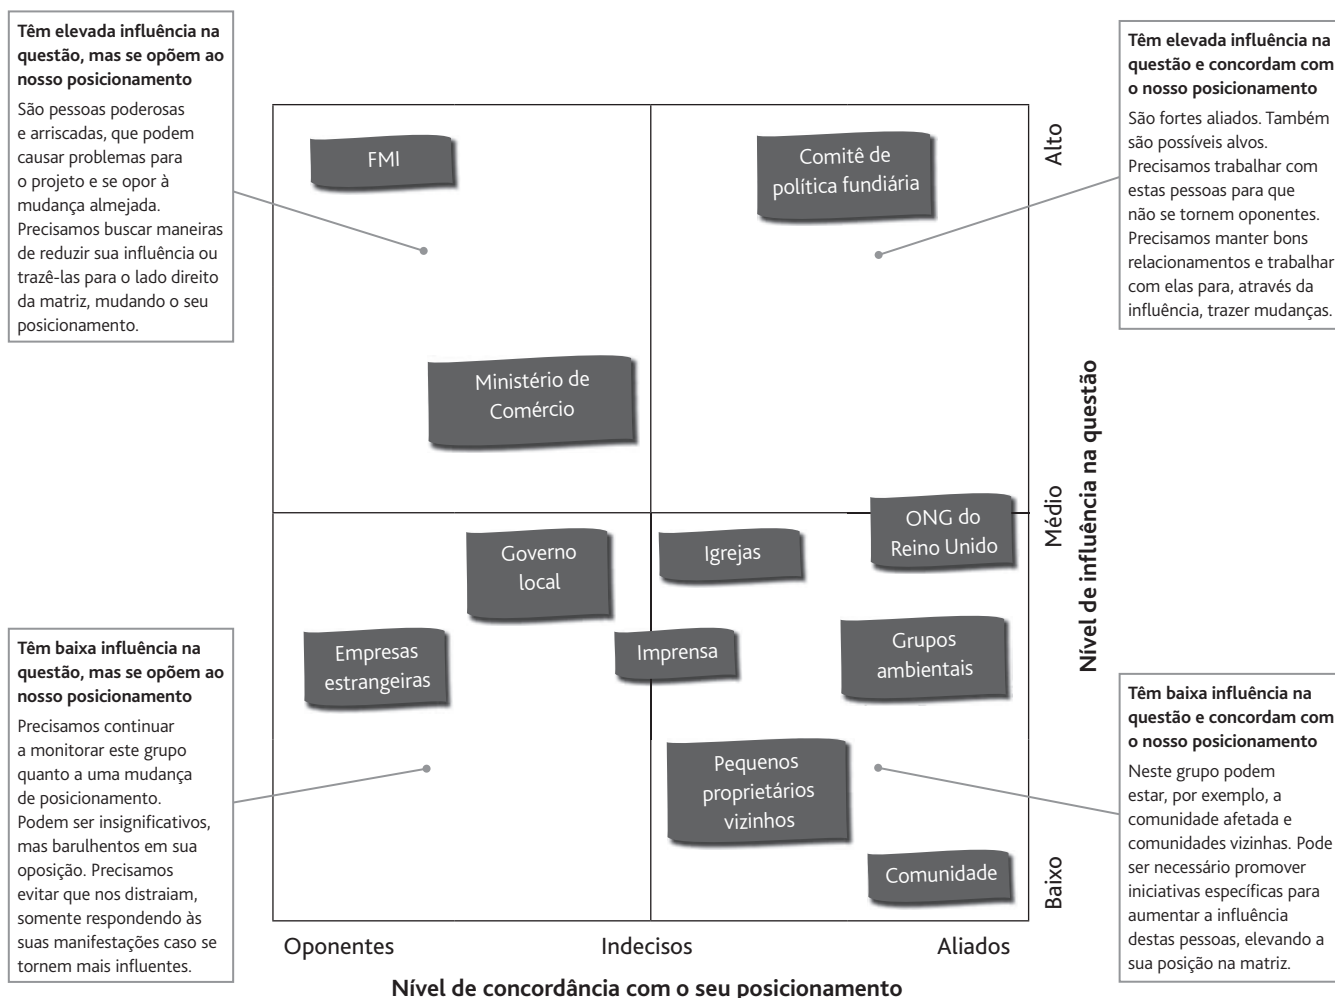 Têm elevada influência na
questão, mas se opõem ao
nosso posicionamento
São pessoas poderosas
e arriscadas, que podem
causar problemas para
o projeto e se opor à
mudança almejada.
Precisamos buscar maneiras
de reduzir sua influência ou
trazê-las para o lado direito
da matriz, mudando o seu
posicionamento.
Têm elevada influência na
questão e concordam com
o nosso posicionamento
São fortes aliados. Também
são possíveis alvos.
Precisamos trabalhar com
estas pessoas para que
não se tornem oponentes.
Precisamos manter bons
relacionamentos e trabalhar
com elas para, através da
influência, trazer mudanças.
FMI
Comitê de
política fundiária
Ministério de
Comércio
ONG do
Reino Unido
Governo
local
Igrejas
Empresas
estrangeiras
Imprensa
Grupos
ambientais
Pequenos
proprietários
vizinhos
Comunidade
Alto
Médio
Baixo
Nível de influência na questão
Têm baixa influência na
questão, mas se opõem ao
nosso posicionamento
Precisamos continuar
a monitorar este grupo
quanto a uma mudança
de posicionamento.
Podem ser insignificativos,
mas barulhentos em sua
oposição. Precisamos
evitar que nos distraiam,
somente respondendo às
suas manifestações caso se
tornem mais influentes.
Têm baixa influência na
questão e concordam com
o nosso posicionamento
Neste grupo podem
estar, por exemplo, a
comunidade afetada e
comunidades vizinhas. Pode
ser necessário promover
iniciativas específicas para
aumentar a influência
destas pessoas, elevando a
sua posição na matriz.
Oponentes
Indecisos
Aliados
Nível de concordância com o seu posicionamento